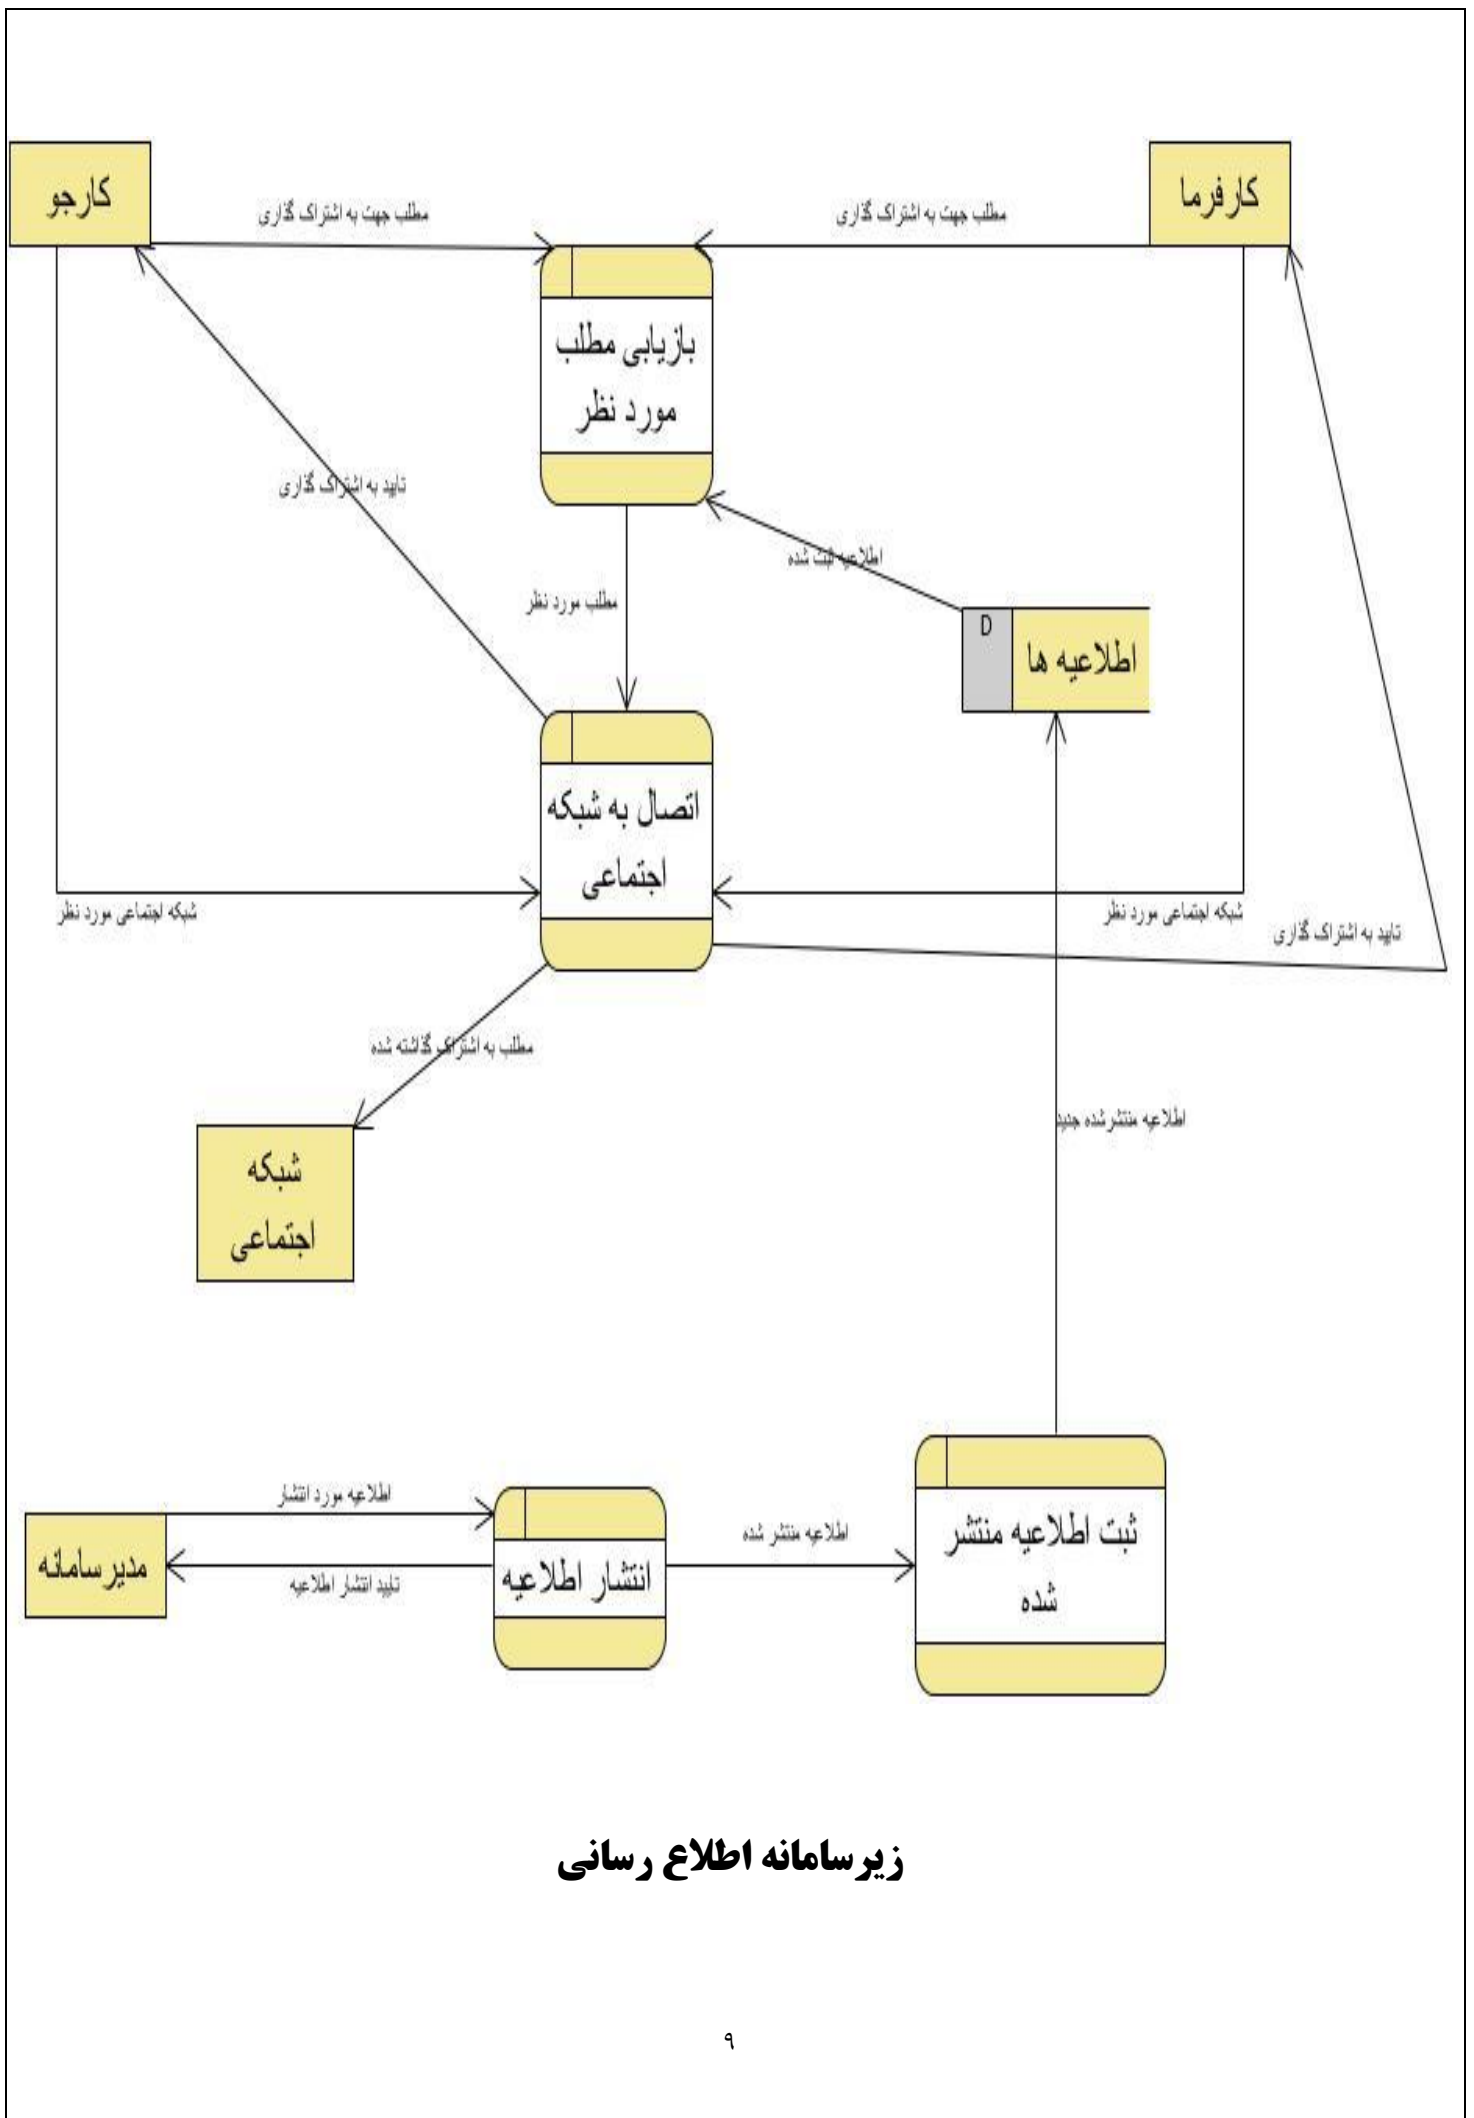 کارفرما
کارجو
مطلب جهت به اشتراک گذاری
مطلب جهت به اشتراک گذاری
بازیابی مطلب
مورد نظر
تایید به اشتراک گذاری
اطلاعیه ثبت شده
مطلب مورد نظر
D
اطلاعیه ها
اتصال به شبکه
اجتماعی
شبکه اجتماعی مورد نظر
شبکه اجتماعی مورد نظر
تایید به اشتراک گذاری
مطلب به اشتراک گذاشته شده
اطلاعیه منتشر شده جدید
شبکه
اجتماعی
اطلاعیه مورد انتشار
مدیر سامانه
تایید انتشار اطلاعیه
انتشار اطلاعیه
اطلاعیه منتشر شده
ثبت اطلاعیه منتشر
شده
زیرسامانه اطلاع رسانی
۹